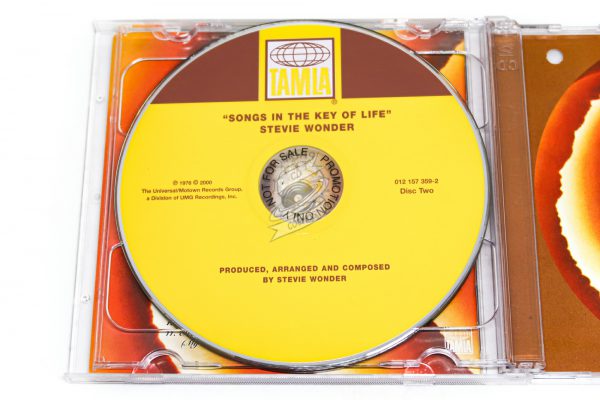 TAMLA
®
"SONGS IN THE KEY OF LIFE"
STEVIE WONDER
NOT FOR SALE
PROMOTION ONLY
℗ 1976 © 2000
The Universal/Motown Records Group,
a Division of UMG Recordings, Inc.
012 157 359-2
Disc Two
PRODUCED, ARRANGED AND COMPOSED
BY STEVIE WONDER
TAMLA